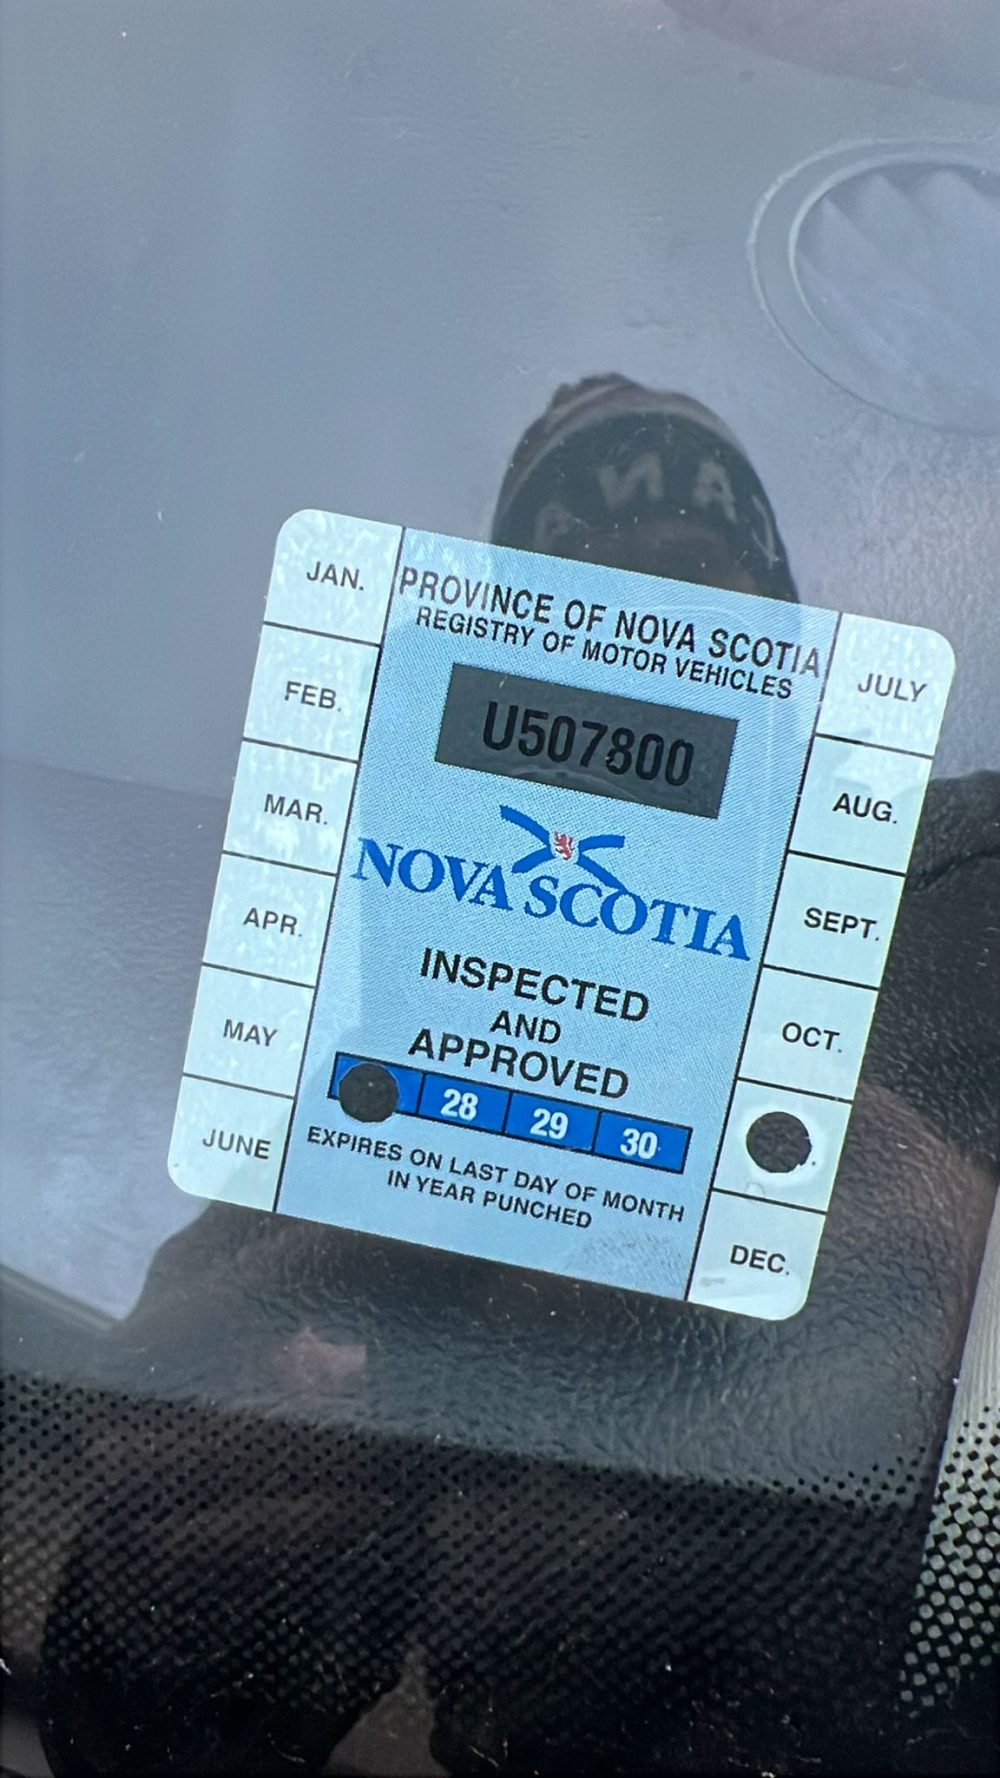 JAN.
FEB.
MAR.
APR.
MAY
JUNE
PROVINCE OF NOVA SCOTIA
REGISTRY OF MOTOR VEHICLES
U507800
NOVA SCOTIA
INSPECTED
AND
APPROVED
28 29 30
EXPIRES ON LAST DAY OF MONTH
IN YEAR PUNCHED
JULY
AUG.
SEPT.
OCT.
DEC.